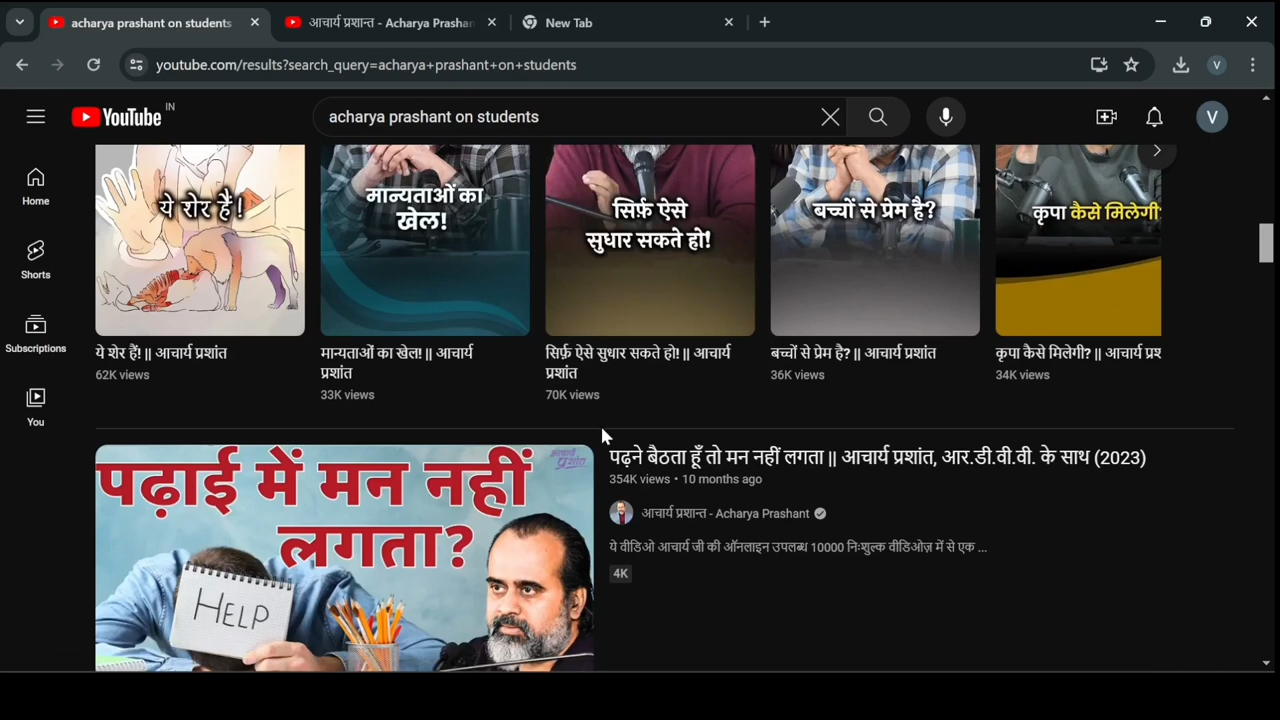 acharya prashant on students
आचार्य प्रशान्त - Acharya Prashan
New Tab
youtube.com/results?search_query=acharya+prashant+on+students
V
YouTube IN
acharya prashant on students
V
Home
Shorts
Subscriptions
You
ये शेर हैं!
मान्यताओं का
खेल!
सिर्फ़ ऐसे
सुधार सकते हो!
बच्चों से प्रेम है?
कृपा कैसे मिलेगी
ये शेर हैं! || आचार्य प्रशांत
62K views
मान्यताओं का खेल! || आचार्य
प्रशांत
33K views
सिर्फ़ ऐसे सुधार सकते हो! || आचार्य
प्रशांत
70K views
बच्चों से प्रेम है? || आचार्य प्रशांत
36K views
कृपा कैसे मिलेगी? || आचार्य प्रश
34K views
पढ़ाई में मन नहीं
लगता?
HELP
आचार्य
प्रशांत
पढ़ने बैठता हूँ तो मन नहीं लगता || आचार्य प्रशांत, आर.डी.वी.वी. के साथ (2023)
354K views • 10 months ago
आचार्य प्रशान्त - Acharya Prashant
ये वीडिओ आचार्य जी की ऑनलाइन उपलब्ध 10000 निःशुल्क वीडिओज़ में से एक ...
4K